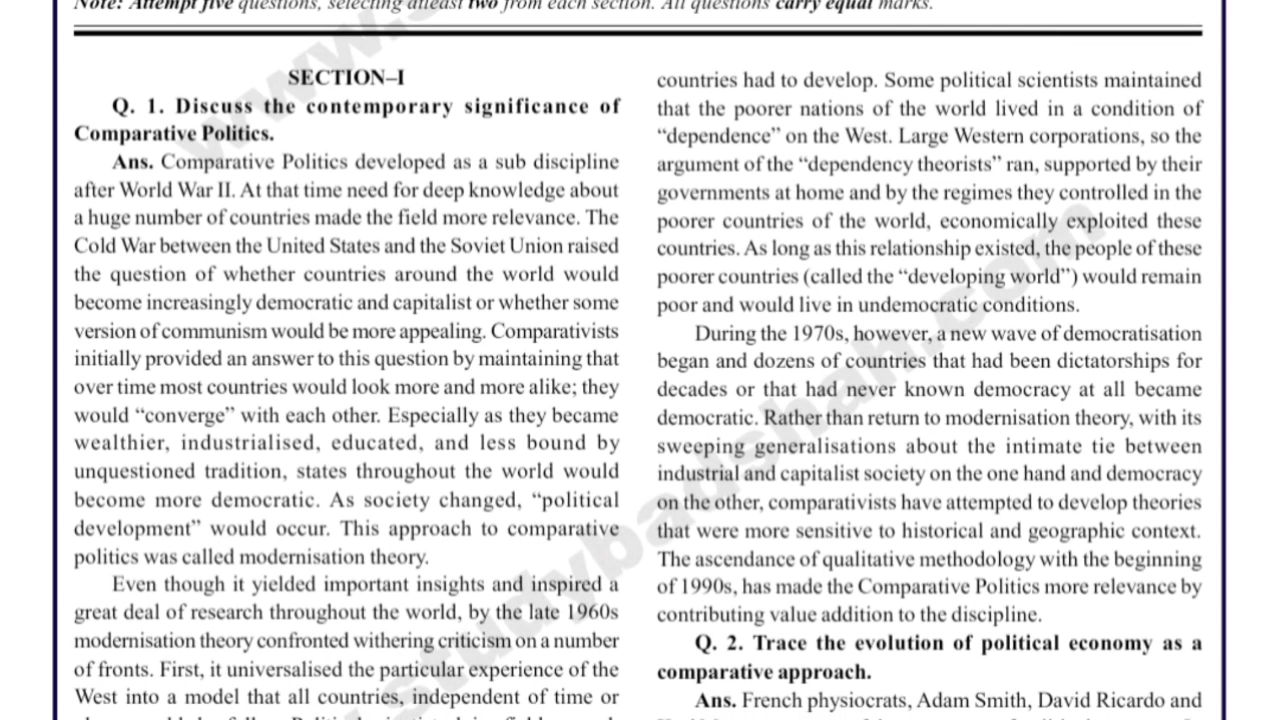 Note: Attempt five questions, selecting atleast two from each section. All questions carry equal marks.
SECTION–I
Q. 1. Discuss the contemporary significance of
Comparative Politics.
Ans. Comparative Politics developed as a sub discipline
after World War II. At that time need for deep knowledge about
a huge number of countries made the field more relevance. The
Cold War between the United States and the Soviet Union raised
the question of whether countries around the world would
become increasingly democratic and capitalist or whether some
version of communism would be more appealing. Comparativists
initially provided an answer to this question by maintaining that
over time most countries would look more and more alike; they
would “converge” with each other. Especially as they became
wealthier, industrialised, educated, and less bound by
unquestioned tradition, states throughout the world would
become more democratic. As society changed, “political
development” would occur. This approach to comparative
politics was called modernisation theory.
Even though it yielded important insights and inspired a
great deal of research throughout the world, by the late 1960s
modernisation theory confronted withering criticism on a number
of fronts. First, it universalised the particular experience of the
West into a model that all countries, independent of time or
countries had to develop. Some political scientists maintained
that the poorer nations of the world lived in a condition of
“dependence” on the West. Large Western corporations, so the
argument of the “dependency theorists” ran, supported by their
governments at home and by the regimes they controlled in the
poorer countries of the world, economically exploited these
countries. As long as this relationship existed, the people of these
poorer countries (called the “developing world”) would remain
poor and would live in undemocratic conditions.
During the 1970s, however, a new wave of democratisation
began and dozens of countries that had been dictatorships for
decades or that had never known democracy at all became
democratic. Rather than return to modernisation theory, with its
sweeping generalisations about the intimate tie between
industrial and capitalist society on the one hand and democracy
on the other, comparativists have attempted to develop theories
that were more sensitive to historical and geographic context.
The ascendance of qualitative methodology with the beginning
of 1990s, has made the Comparative Politics more relevance by
contributing value addition to the discipline.
Q. 2. Trace the evolution of political economy as a
comparative approach.
Ans. French physiocrats, Adam Smith, David Ricardo and